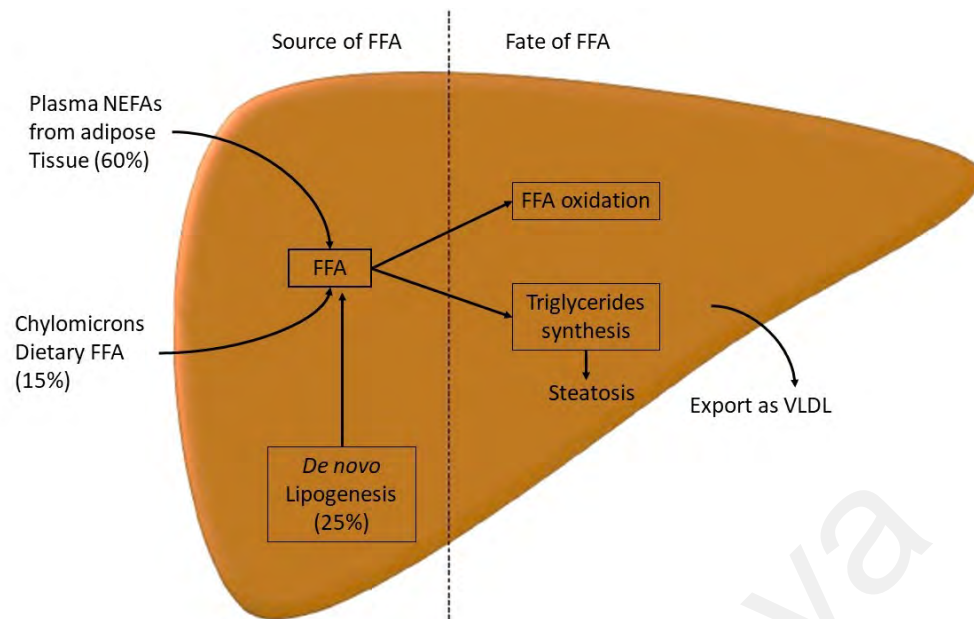 Source of FFA
Fate of FFA
Plasma NEFAs
from adipose
Tissue (60%)
FFA oxidation
FFA
Triglycerides
synthesis
Chylomicrons
Dietary FFA
(15%)
Steatosis
Export as VLDL
De novo
Lipogenesis
(25%)
ya